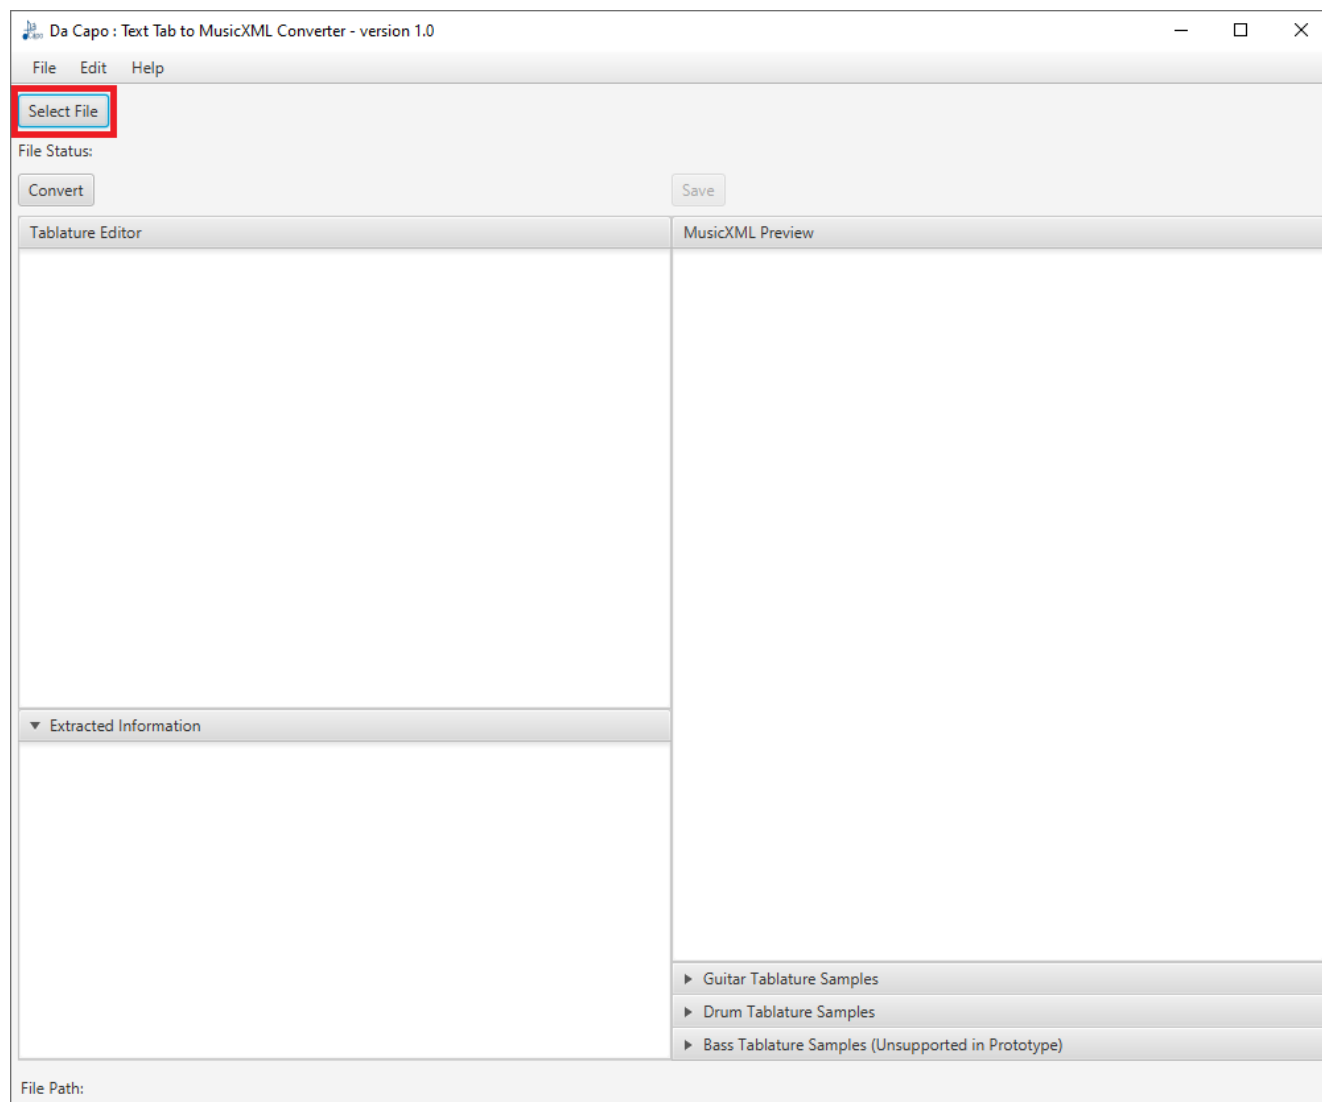 Da Capo : Text Tab to MusicXML Converter - version 1.0
File Edit Help
Select File
File Status:
Convert Save
Tablature Editor MusicXML Preview
Extracted Information
Guitar Tablature Samples
Drum Tablature Samples
Bass Tablature Samples (Unsupported in Prototype)
File Path: